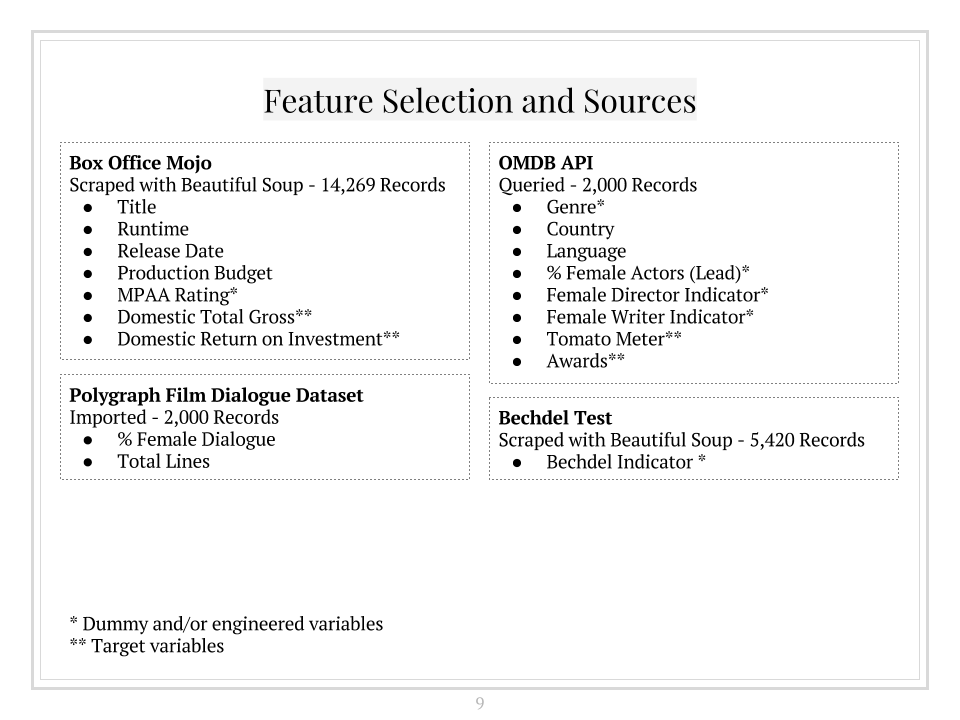 Feature Selection and Sources
Box Office Mojo
Scraped with Beautiful Soup - 14,269 Records
● Title
● Runtime
● Release Date
● Production Budget
● MPAA Rating*
● Domestic Total Gross**
● Domestic Return on Investment**
Polygraph Film Dialogue Dataset
Imported - 2,000 Records
● % Female Dialogue
● Total Lines
OMDB API
Queried - 2,000 Records
● Genre*
● Country
● Language
● % Female Actors (Lead)*
● Female Director Indicator*
● Female Writer Indicator*
● Tomato Meter**
● Awards**
Bechdel Test
Scraped with Beautiful Soup - 5,420 Records
● Bechdel Indicator *
* Dummy and/or engineered variables
** Target variables
9